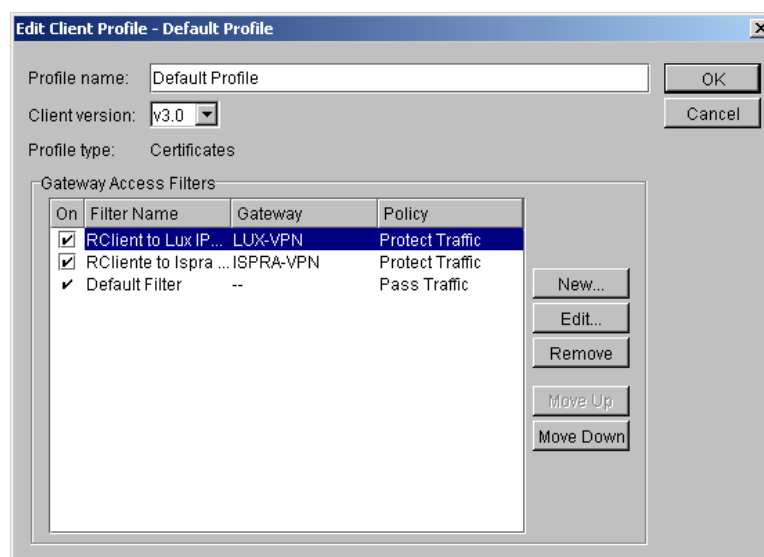 Edit Client Profile - Default Profile
Profile name: Default Profile
OK
Client version: v3.0
Cancel
Profile type: Certificates
Gateway Access Filters
On Filter Name Gateway Policy
RClient to Lux IP... LUX-VPN Protect Traffic
RCliente to Ispra ... ISPRA-VPN Protect Traffic
Default Filter -- Pass Traffic
New...
Edit...
Remove
Move Up
Move Down